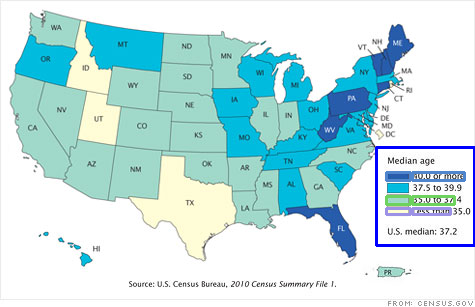 WA
MT
ND
MN
OR
ID
SD
WI
MI
VT
NH
ME
NY
MA
RI
CT
WY
NE
IA
PA
NJ
DE
MD
DC
NV
UT
CO
KS
MO
IL
IN
OH
WV
VA
KY
CA
AZ
NM
OK
AR
TN
NC
SC
MS
AL
GA
TX
LA
FL
HI
PR
Median age
40.0 or more
37.5 to 39.9
35.0 to 37.4
Less than 35.0
U.S. median: 37.2
Source: U.S. Census Bureau, 2010 Census Summary File 1.
FROM: CENSUS.GOV